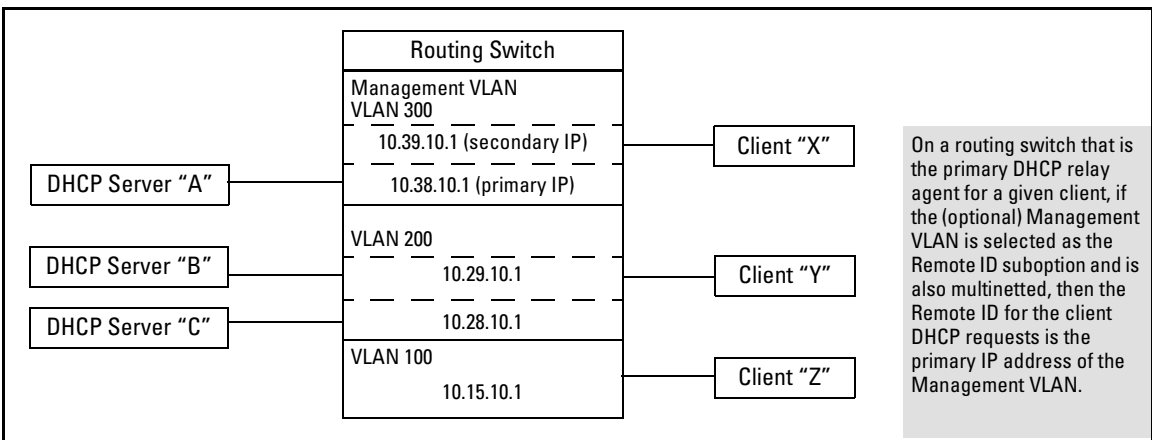 Routing Switch
Management VLAN
VLAN 300
10.39.10.1 (secondary IP)
10.38.10.1 (primary IP)
VLAN 200
10.29.10.1
10.28.10.1
VLAN 100
10.15.10.1
DHCP Server “A”
DHCP Server “B”
DHCP Server “C”
Client “X”
Client “Y”
Client “Z”
On a routing switch that is
the primary DHCP relay
agent for a given client, if
the (optional) Management
VLAN is selected as the
Remote ID suboption and is
also multinetted, then the
Remote ID for the client
DHCP requests is the
primary IP address of the
Management VLAN.